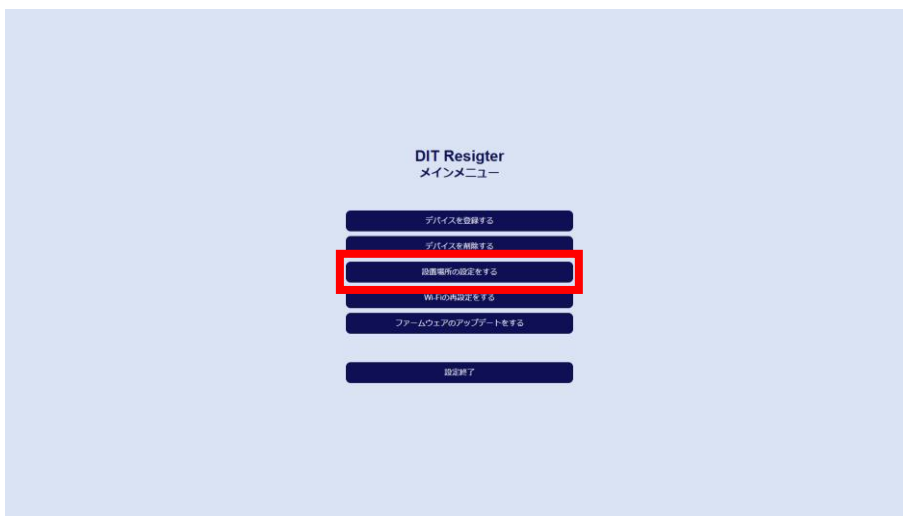 DIT Resigter
メインメニュー
デバイスを登録する
デバイスを削除する
設置場所の設定をする
Wi-Fiの再設定をする
ファームウェアのアップデートをする
設定終了